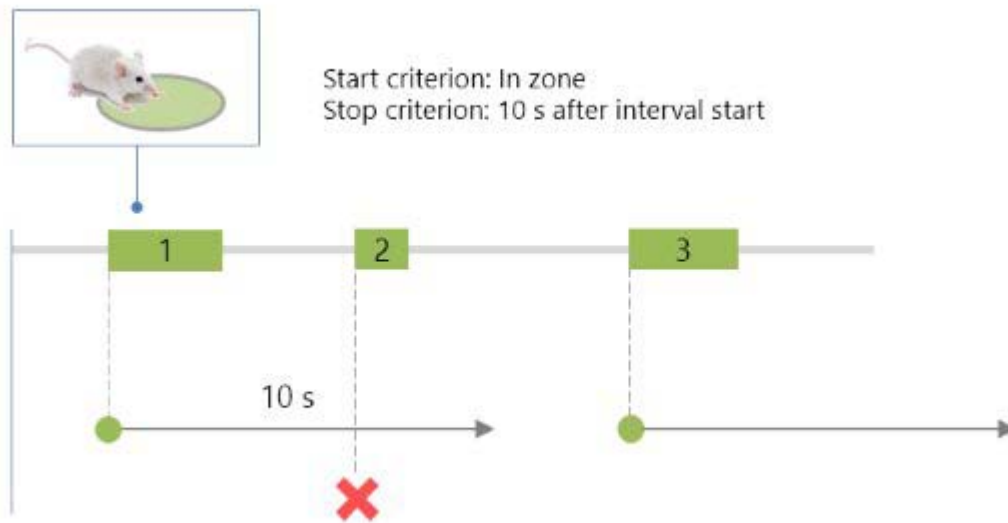 Start criterion: In zone
Stop criterion: 10 s after interval start
1
2
3
10 s